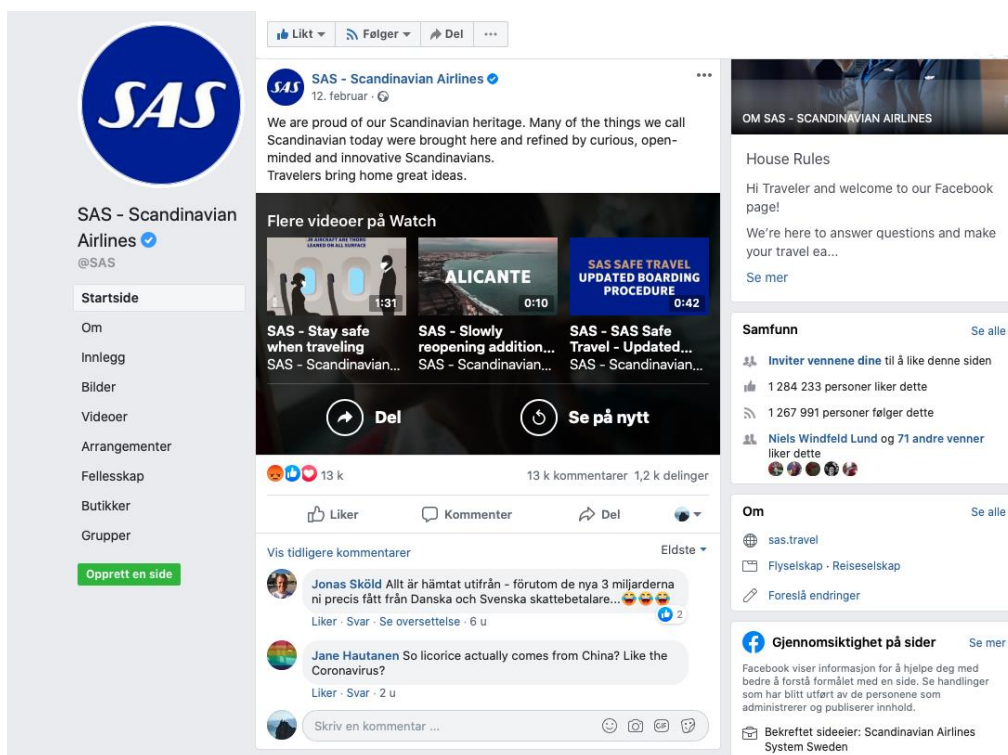 SAS
SAS - Scandinavian
Airlines
@SAS
Startside
Om
Innlegg
Bilder
Videoer
Arrangementer
Fellesskap
Butikker
Grupper
Opprett en side
Likt
Følger
Del
SAS
SAS - Scandinavian Airlines
12. februar ·
We are proud of our Scandinavian heritage. Many of the things we call
Scandinavian today were brought here and refined by curious, open-
minded and innovative Scandinavians.
Travelers bring home great ideas.
Flere videoer på Watch
1:31
SAS - Stay safe
when traveling
SAS - Scandinavian...
ALICANTE
0:10
SAS - Slowly
reopening addition...
SAS - Scandinavian...
SAS SAFE TRAVEL
UPDATED BOARDING
PROCEDURE
0:42
SAS - SAS Safe
Travel - Updated...
SAS - Scandinavian...
Del
Se på nytt
13 k
13 k kommentarer 1,2 k delinger
Liker
Kommenter
Del
Vis tidligere kommentarer
Eldste
Jonas Sköld Allt är hämtat utifrån - förutom de nya 3 miljarderna
ni precis fått från Danska och Svenska skattebetalare...
2
Liker · Svar · Se oversettelse · 6 u
Jane Hautanen So licorice actually comes from China? Like the
Coronavirus?
Liker · Svar · 2 u
Skriv en kommentar ...
GIF
OM SAS - SCANDINAVIAN AIRLINES
House Rules
Hi Traveler and welcome to our Facebook
page!
We're here to answer questions and make
your travel ea...
Se mer
Samfunn
Se alle
Inviter vennene dine til å like denne siden
1 284 233 personer liker dette
1 267 991 personer følger dette
Niels Windfeld Lund og 71 andre venner
liker dette
Om
Se alle
sas.travel
Flyselskap · Reiseselskap
Foreslå endringer
Gjennomsiktighet på sider
Se mer
Facebook viser informasjon for å hjelpe deg med
bedre å forstå formålet med en side. Se handlinger
som har blitt utført av de personene som
administrerer og publiserer innhold.
Bekreftet sideeier: Scandinavian Airlines
System Sweden